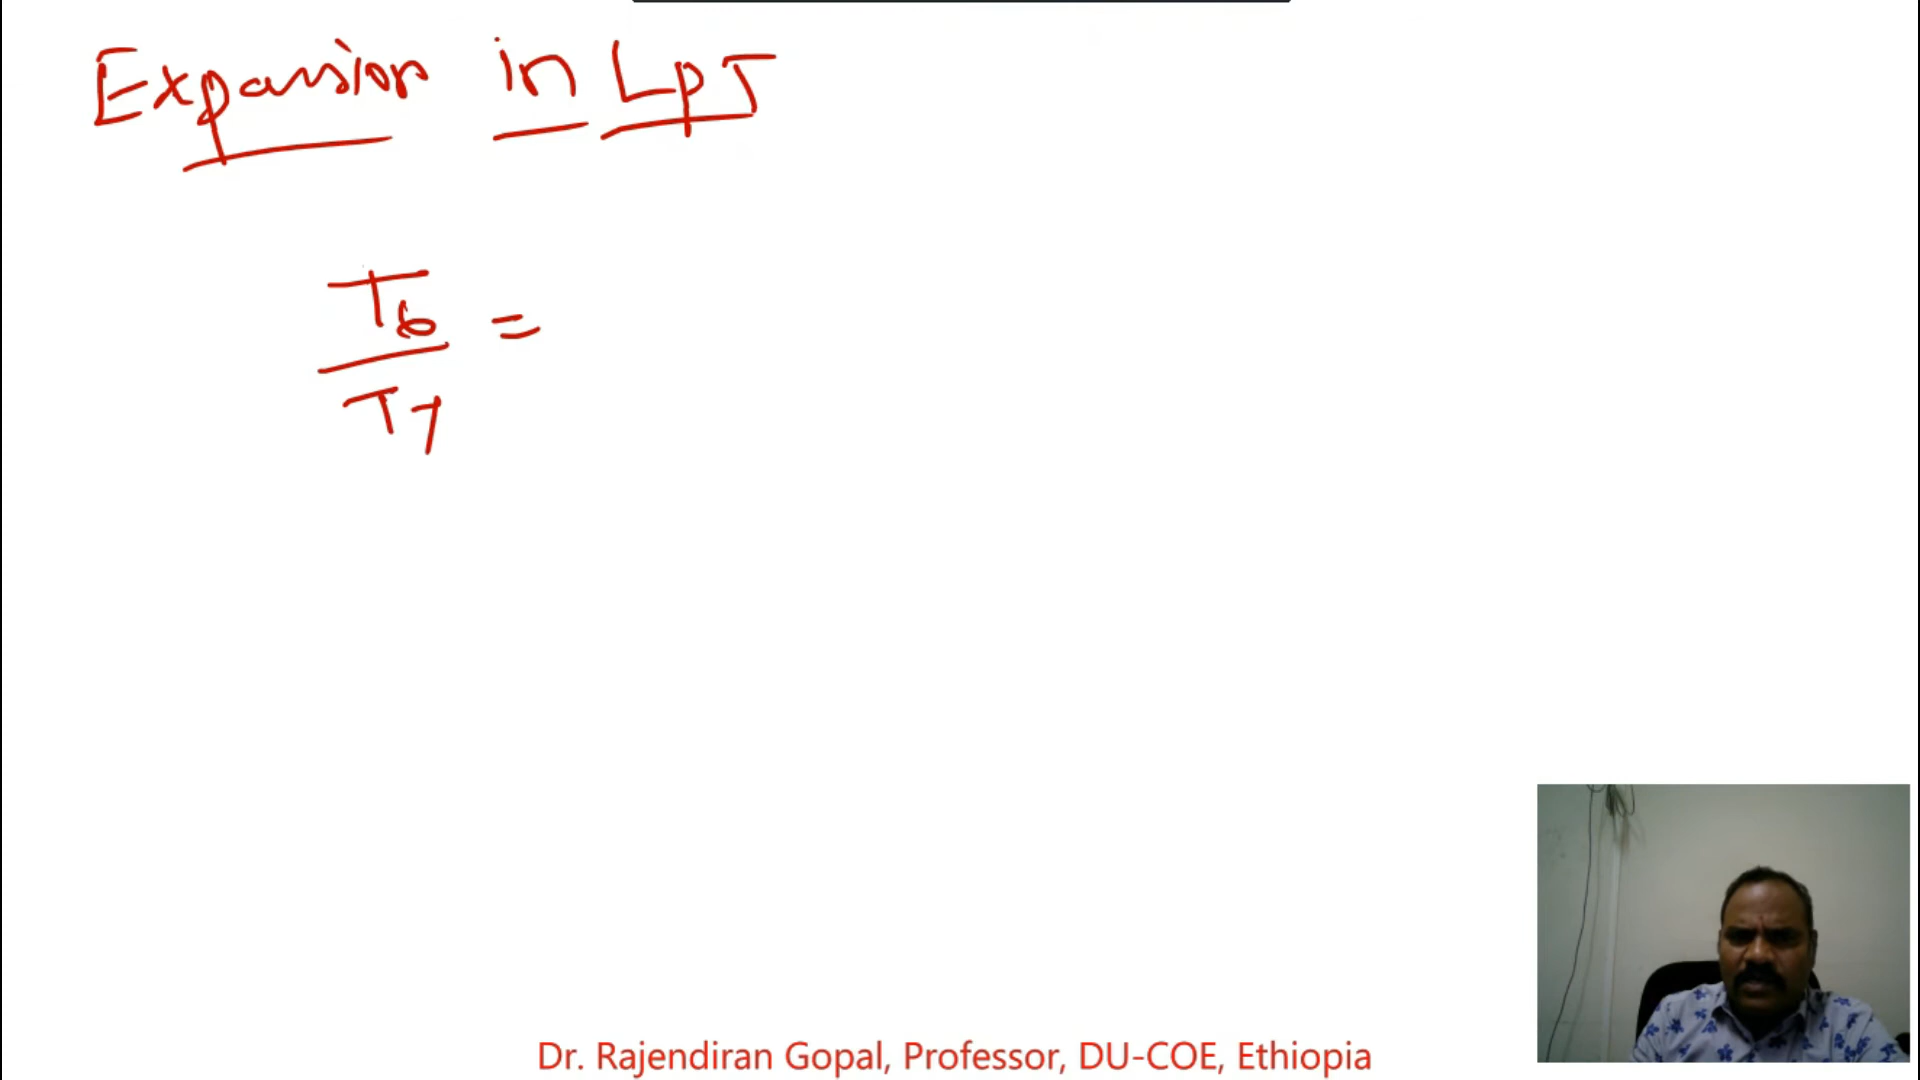 Expansion in LPT
T6 =
T7
Dr. Rajendiran Gopal, Professor, DU-COE, Ethiopia